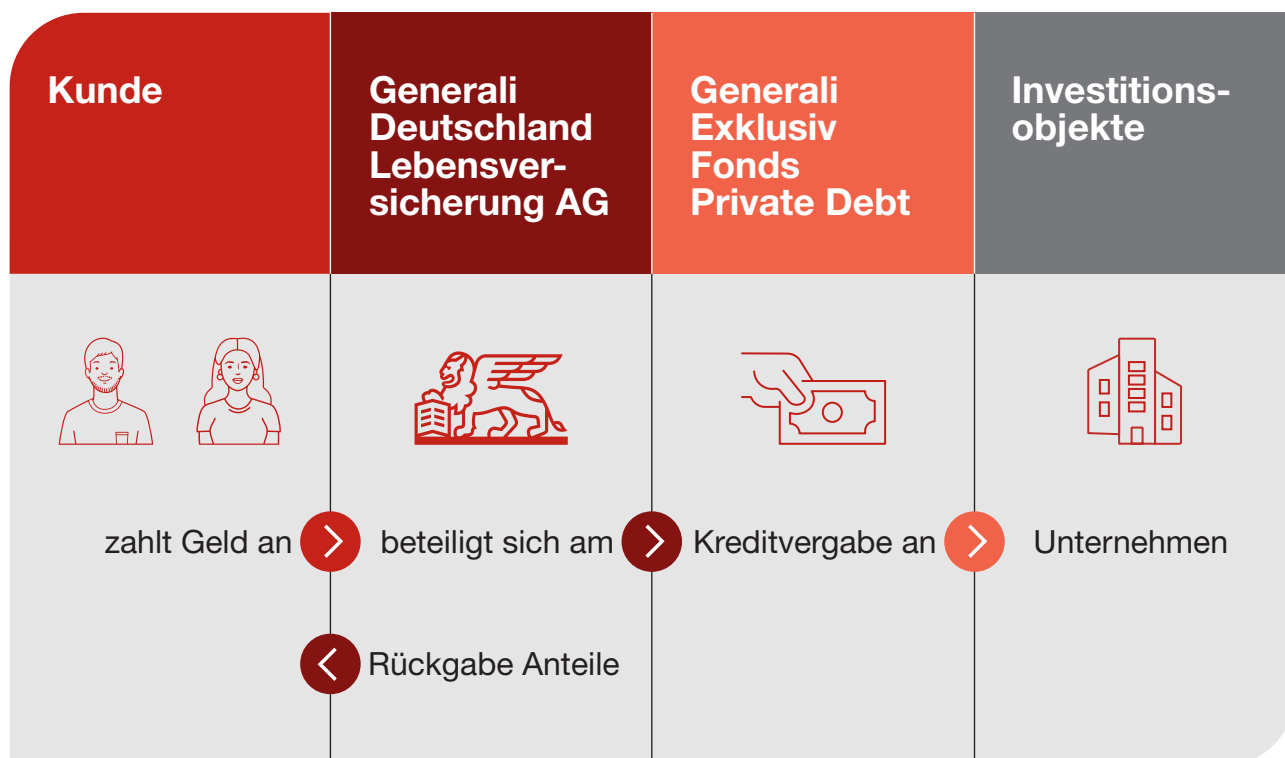 Kunde
Generali
Deutschland
Lebensver-
sicherung AG
Generali
Exklusiv
Fonds
Private Debt
Investitions-
objekte
zahlt Geld an
beteiligt sich am
Kreditvergabe an
Unternehmen
Rückgabe Anteile